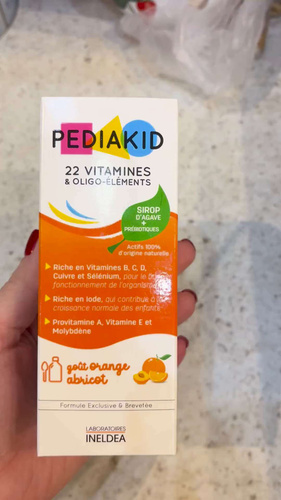 PEDIAKID
22 VITAMINES
& OLIGO-ÉLÉMENTS
SIROP
D'AGAVE
+
PRÉBIOTIQUES
Actifs 100%
d'origine naturelle
Riche en Vitamines B, C, D,
Cuivre et Sélénium, pour le
fonctionnement de l'organisme
Riche en Iode, qui contribue à la
croissance normale des enfants
Provitamine A, Vitamine E et
Molybdène
goût orange
abricot
Formule Exclusive & Brevetée
LABORATOIRES
INELDEA